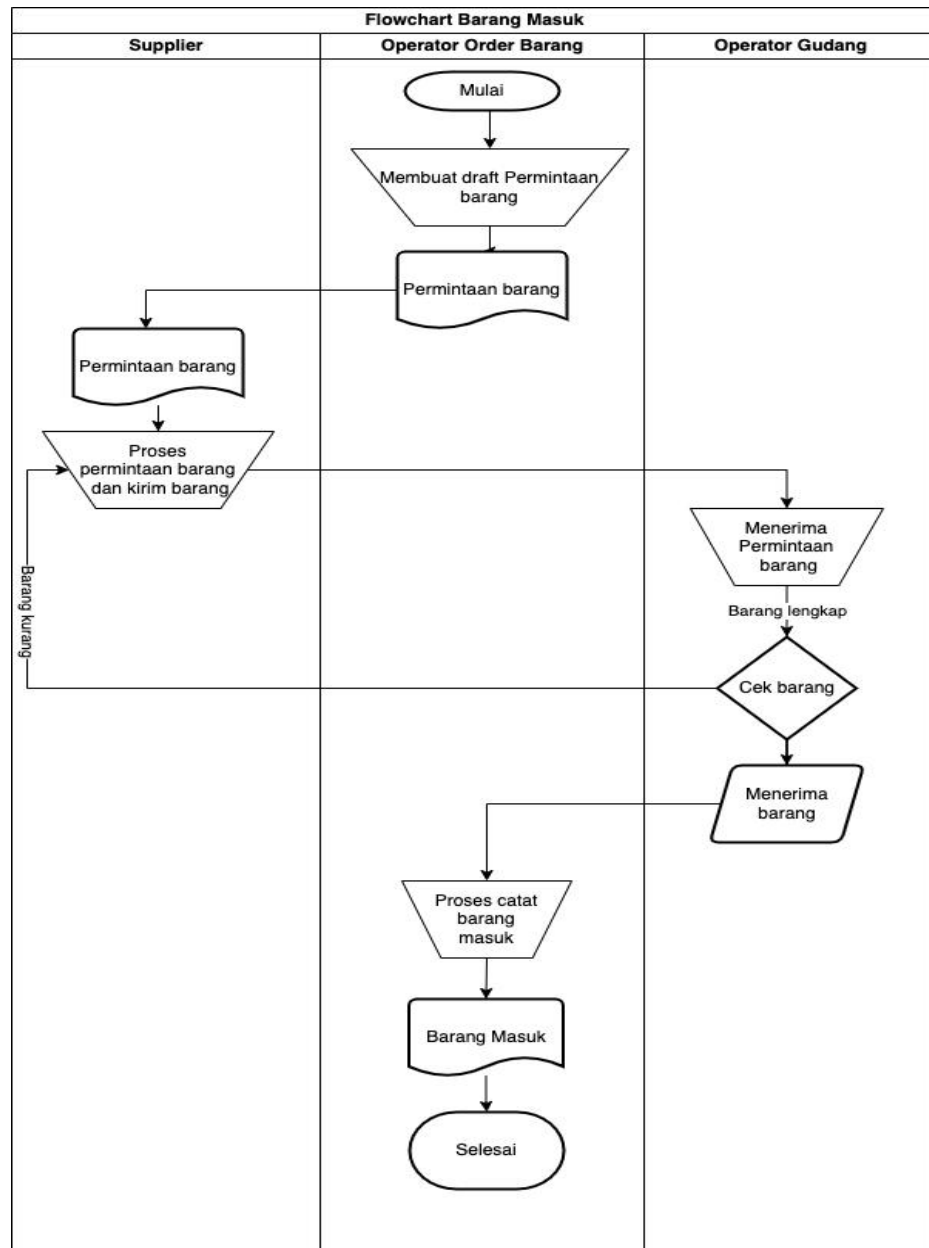 Flowchart Barang Masuk
Supplier
Operator Order Barang
Operator Gudang
Mulai
Membuat draft Permintaan
barang
Permintaan barang
Permintaan barang
Proses
permintaan barang
dan kirim barang
Menerima
Permintaan
barang
Barang lengkap
Barang kurang
Cek barang
Menerima
barang
Proses catat
barang
masuk
Barang Masuk
Selesai